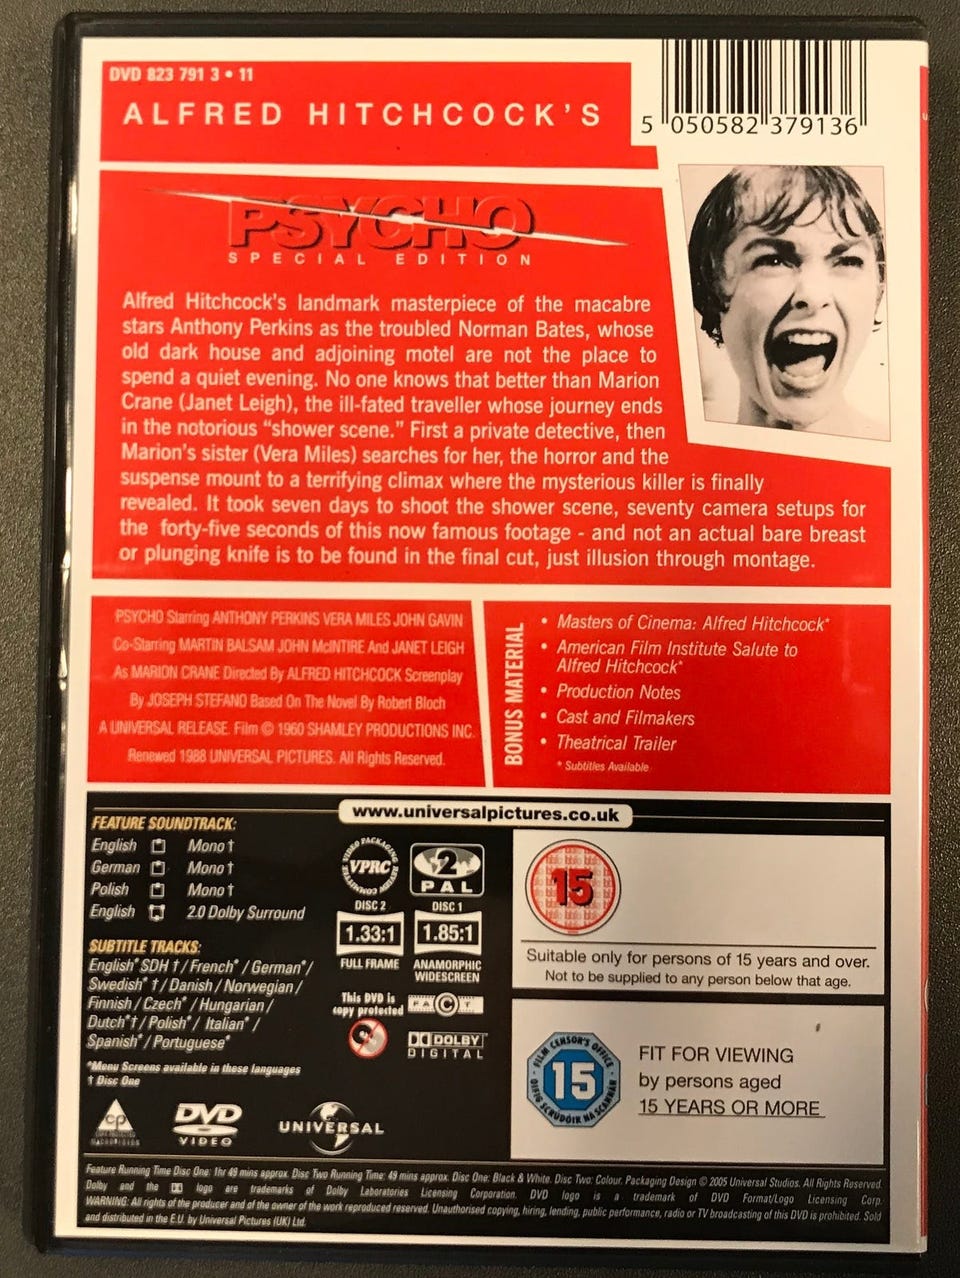 DVD 823 791 3 • 11
ALFRED HITCHCOCK'S
5 050582 379136
PSYCHO
SPECIAL EDITION
Alfred Hitchcock's landmark masterpiece of the macabre
stars Anthony Perkins as the troubled Norman Bates, whose
old dark house and adjoining motel are not the place to
spend a quiet evening. No one knows that better than Marion
Crane (Janet Leigh), the ill-fated traveller whose journey ends
in the notorious “shower scene.” First a private detective, then
Marion's sister (Vera Miles) searches for her, the horror and the
suspense mount to a terrifying climax where the mysterious killer is finally
revealed. It took seven days to shoot the shower scene, seventy camera setups for
the forty-five seconds of this now famous footage - and not an actual bare breast
or plunging knife is to be found in the final cut, just illusion through montage.
PSYCHO Starring ANTHONY PERKINS VERA MILES JOHN GAVIN
Co-Starring MARTIN BALSAM JOHN McINTIRE And JANET LEIGH
As MARION CRANE Directed By ALFRED HITCHCOCK Screenplay
By JOSEPH STEFANO Based On The Novel By Robert Bloch
A UNIVERSAL RELEASE. Film © 1960 SHAMLEY PRODUCTIONS INC.
Renewed 1988 UNIVERSAL PICTURES. All Rights Reserved.
BONUS MATERIAL
• Masters of Cinema: Alfred Hitchcock*
• American Film Institute Salute to
Alfred Hitchcock*
• Production Notes
• Cast and Filmakers
• Theatrical Trailer
* Subtitles Available
www.universalpictures.co.uk
FEATURE SOUNDTRACK:
English Mono †
German Mono †
Polish Mono †
English 2.0 Dolby Surround
SUBTITLE TRACKS:
English* SDH † / French* / German* /
Swedish* † / Danish / Norwegian /
Finnish / Czech* / Hungarian /
Dutch* † / Polish* / Italian* /
Spanish* / Portuguese*
*Menu Screens available in these languages
† Disc One
VIDEO PACKAGING REVIEW COMMITTEE
VPRC
2
PAL
DISC 2
DISC 1
1.33:1
1.85:1
FULL FRAME
ANAMORPHIC
WIDESCREEN
This DVD is
copy protected
FACT
DOLBY
DIGITAL
CP
DVD
VIDEO
UNIVERSAL
15
Suitable only for persons of 15 years and over.
Not to be supplied to any person below that age.
FILM CENSOR'S OFFICE
15
OIFIG SCRÚDÓIR NA SCANNÁN
FIT FOR VIEWING
by persons aged
15 YEARS OR MORE
Feature Running Time Disc One: 1hr 49 mins approx. Disc Two Running Time: 49 mins approx. Disc One: Black & White. Disc Two: Colour. Packaging Design © 2005 Universal Studios. All Rights Reserved.
Dolby and the logo are trademarks of Dolby Laboratories Licensing Corporation. DVD logo is a trademark of DVD Format/Logo Licensing Corp.
WARNING: All rights of the producer and of the owner of the work reproduced reserved. Unauthorised copying, hiring, lending, public performance, radio or TV broadcasting of this DVD is prohibited. Sold
and distributed in the E.U. by Universal Pictures (UK) Ltd.